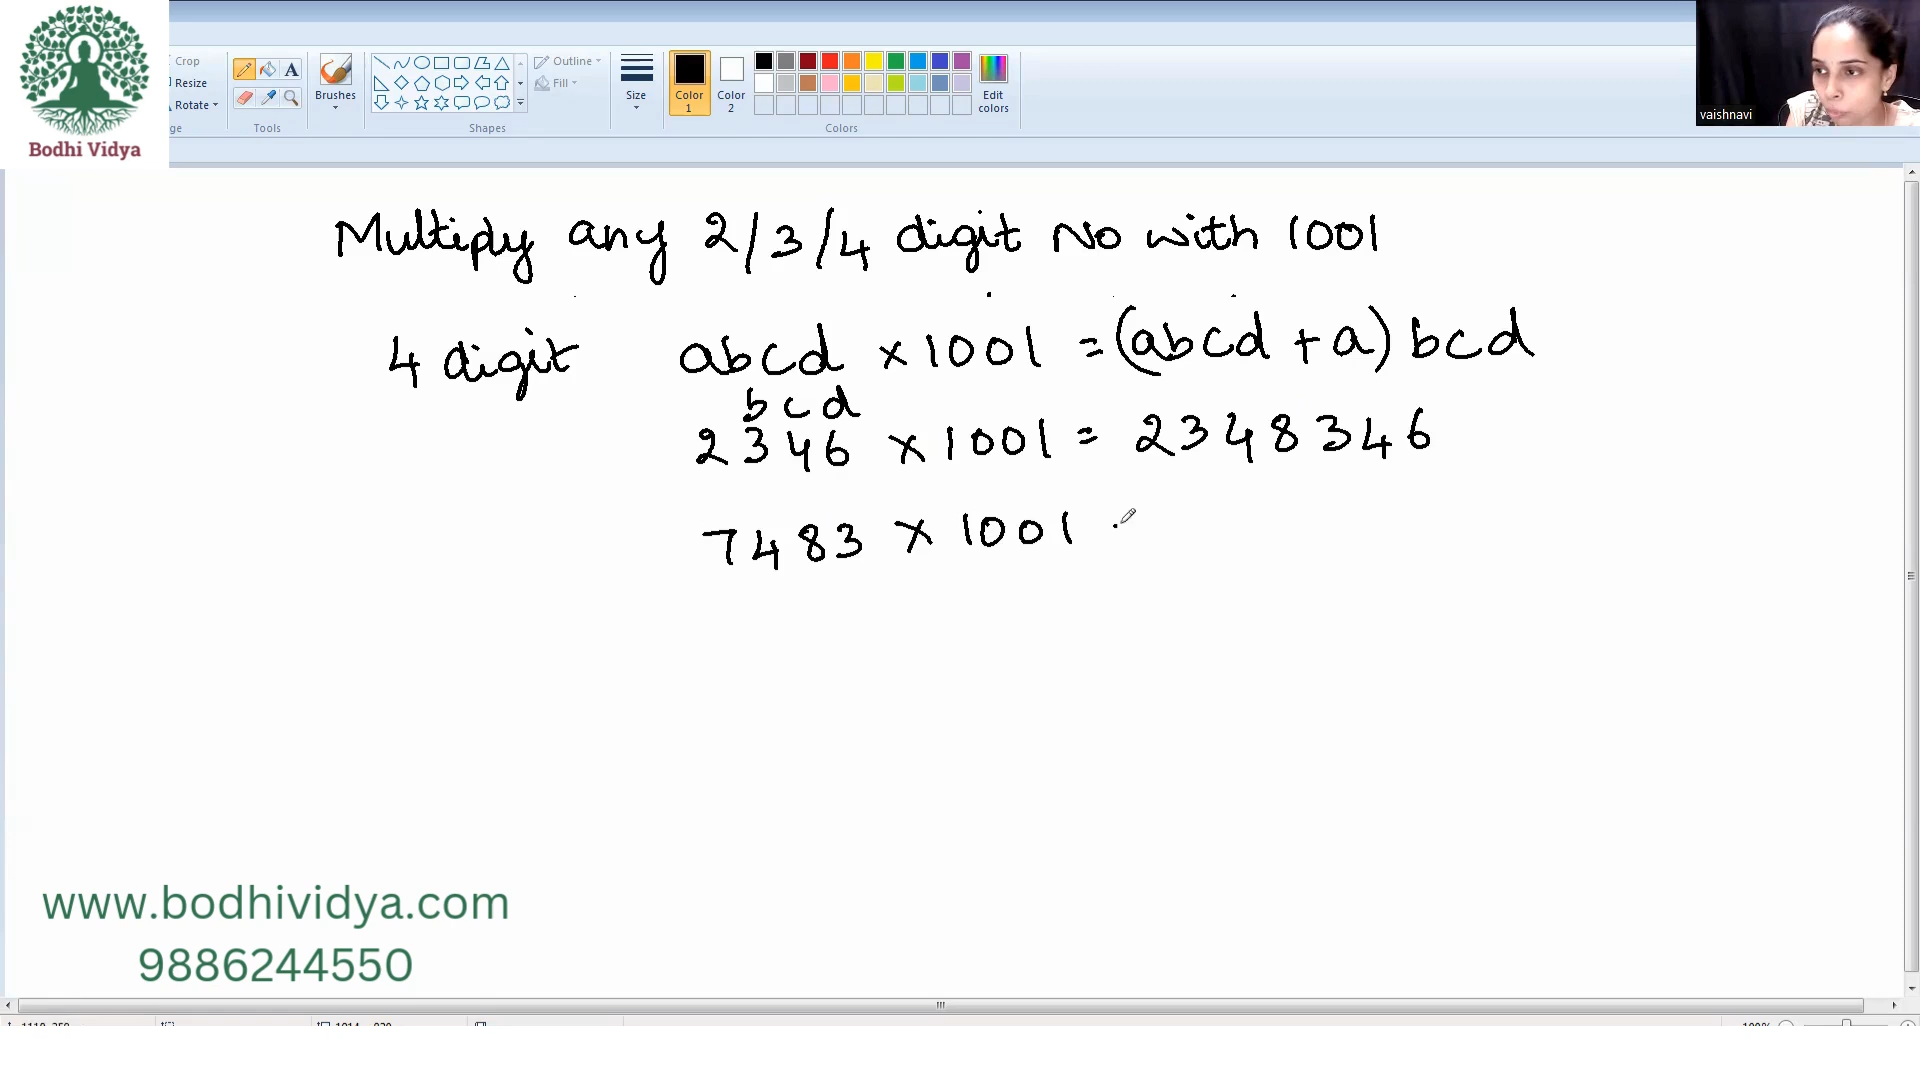 Crop
Resize
Rotate
ge
Tools
Brushes
Shapes
Outline
Fill
Size
Color 1
Color 2
Edit colors
Colors
vaishnavi
Bodhi Vidya
Multiply any 2/3/4 digit No with 1001
4 digit abcd × 1001 = (abcd + a) bcd
bcd
2346 × 1001 = 2348346
7483 × 1001
www.bodhividya.com
9886244550